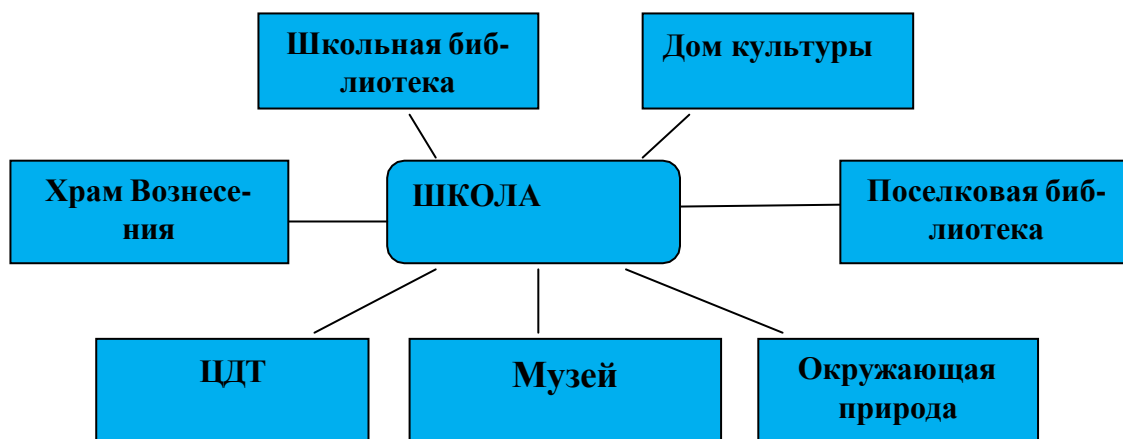 Школьная биб-
лиотека
Дом культуры
Храм Вознесе-
ния
ШКОЛА
Поселковая биб-
лиотека
ЦДТ
Музей
Окружающая
природа